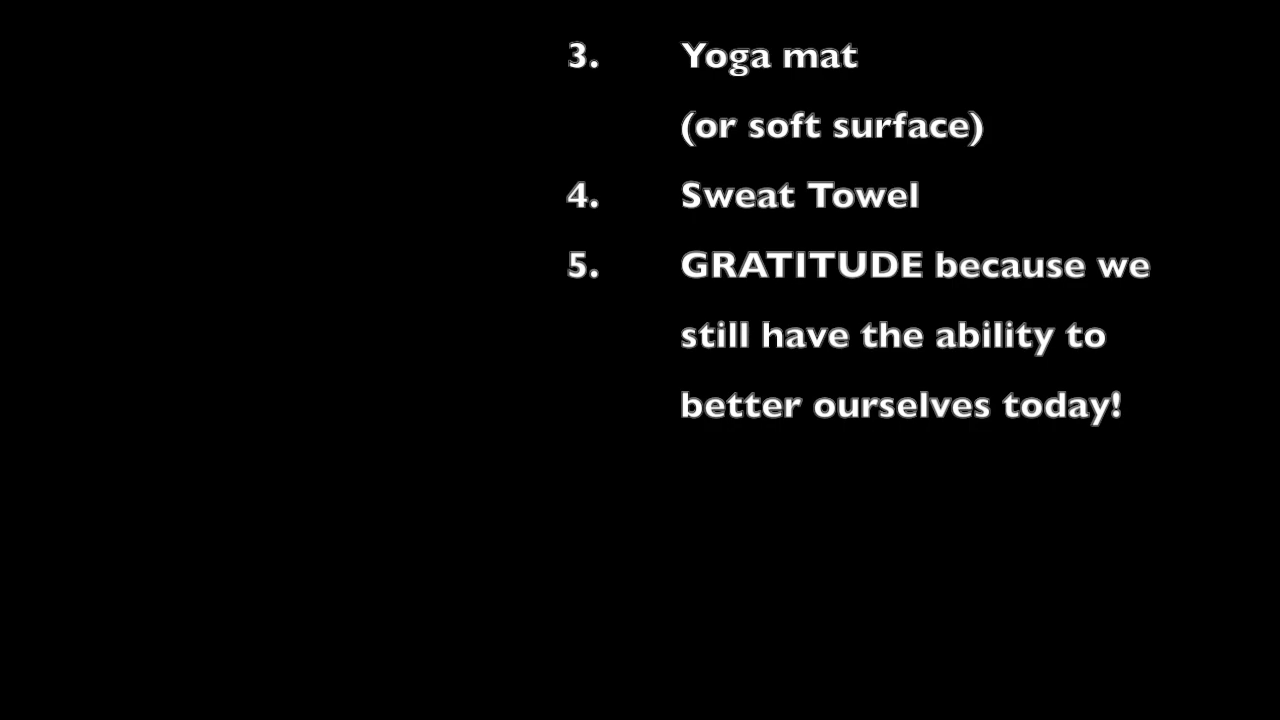 3. Yoga mat
(or soft surface)
4. Sweat Towel
5. GRATITUDE because we
still have the ability to
better ourselves today!